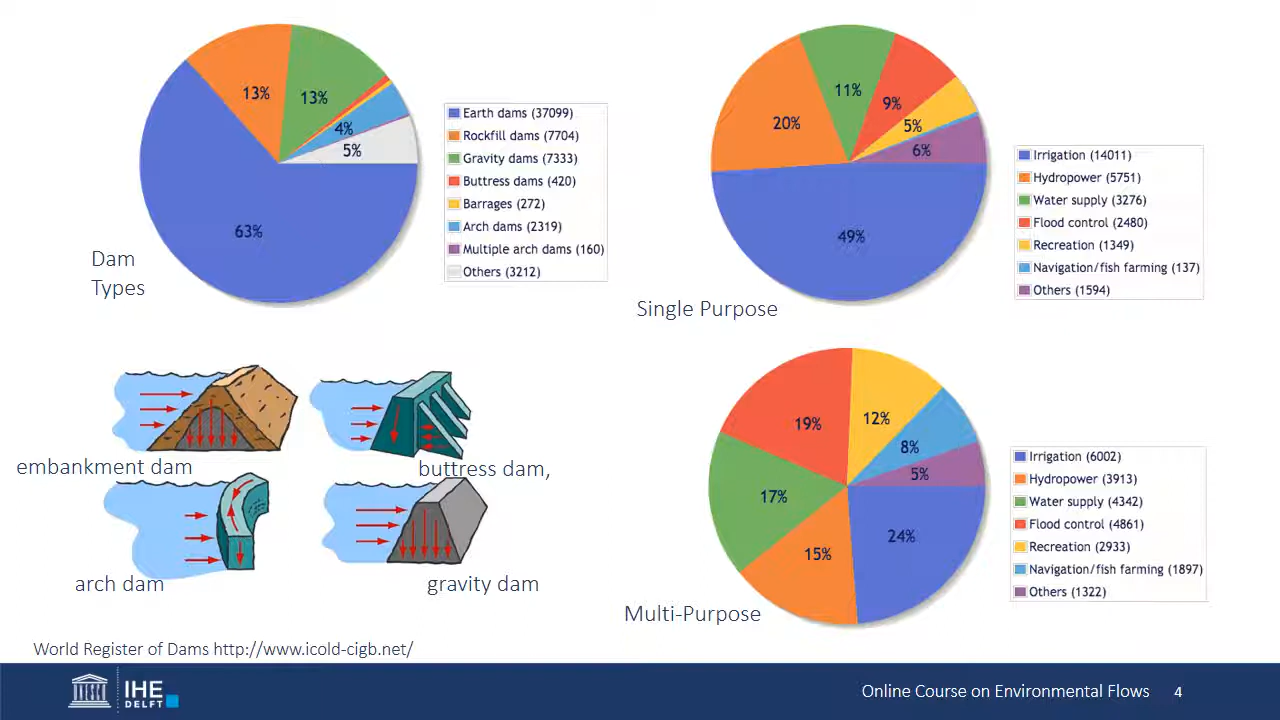 13%
13%
4%
5%
63%
Dam
Types
Earth dams (37099)
Rockfill dams (7704)
Gravity dams (7333)
Buttress dams (420)
Barrages (272)
Arch dams (2319)
Multiple arch dams (160)
Others (3212)
11%
9%
20%
5%
6%
49%
Single Purpose
Irrigation (14011)
Hydropower (5751)
Water supply (3276)
Flood control (2480)
Recreation (1349)
Navigation/fish farming (137)
Others (1594)
embankment dam
buttress dam,
arch dam
gravity dam
12%
19%
8%
5%
17%
24%
15%
Multi-Purpose
Irrigation (6002)
Hydropower (3913)
Water supply (4342)
Flood control (4861)
Recreation (2933)
Navigation/fish farming (1897)
Others (1322)
World Register of Dams http://www.icold-cigb.net/
IHE
DELFT
Online Course on Environmental Flows 4